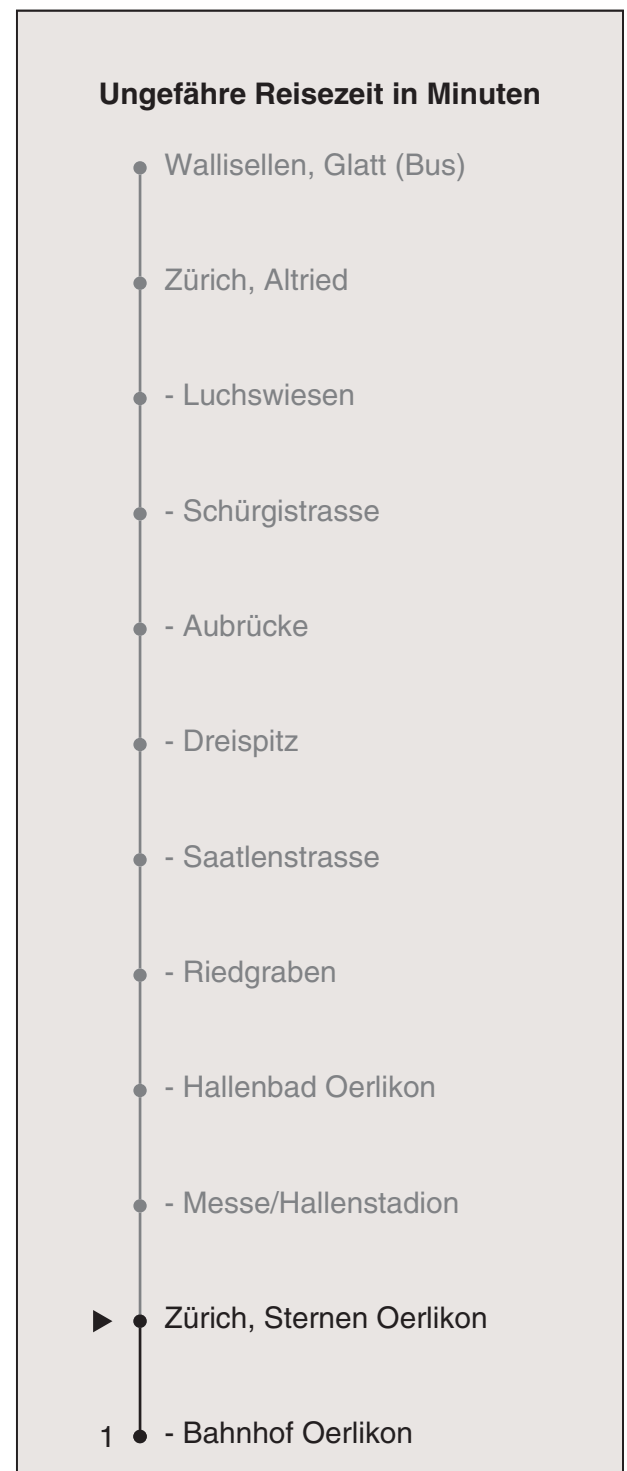 Ungefähre Reisezeit in Minuten
Wallisellen, Glatt (Bus)
Zürich, Altried
- Luchswiesen
- Schürgistrasse
- Aubrücke
- Dreispitz
- Saatlenstrasse
- Riedgraben
- Hallenbad Oerlikon
- Messe/Hallenstadion
Zürich, Sternen Oerlikon
1 - Bahnhof Oerlikon